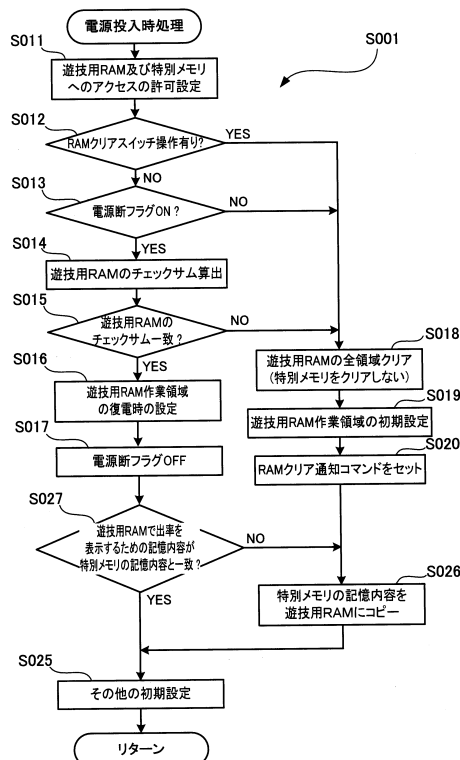 電源投入時処理
S001
S011
遊技用RAM及び特別メモリ
へのアクセスの許可設定
S012
RAMクリアスイッチ操作有り?
YES
NO
S013
電源断フラグON?
NO
YES
S014
遊技用RAMのチェックサム算出
S015
遊技用RAMの
チェックサム一致?
NO
YES
S016
遊技用RAM作業領域
の復電時の設定
S017
電源断フラグOFF
S018
遊技用RAMの全領域クリア
(特別メモリをクリアしない)
S019
遊技用RAM作業領域の初期設定
S020
RAMクリア通知コマンドをセット
S027
遊技用RAMで出率を
表示するための記憶内容が
特別メモリの記憶内容と一致?
NO
YES
S026
特別メモリの記憶内容を
遊技用RAMにコピー
S025
その他の初期設定
リターン